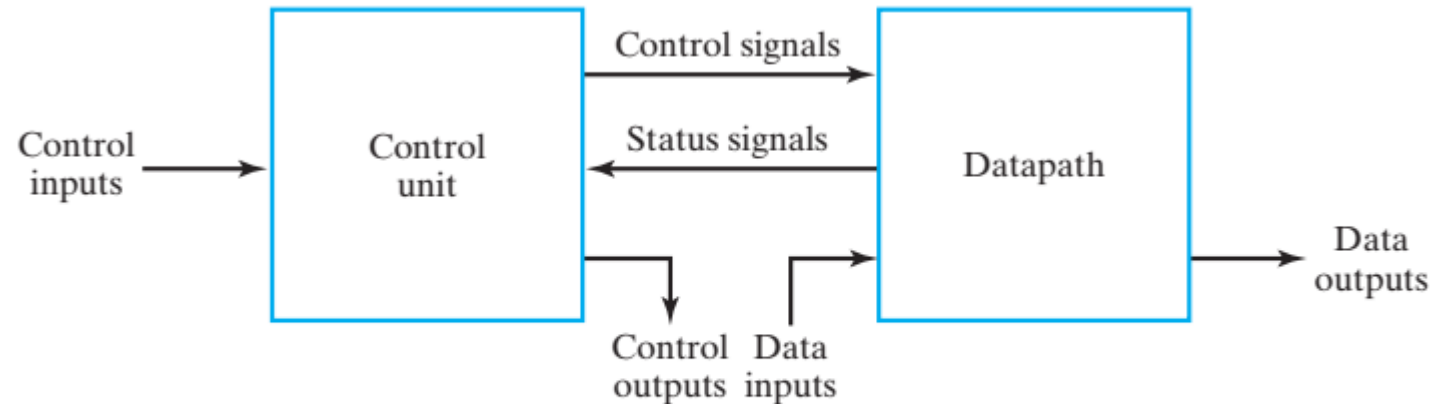 Control signals
Control
inputs
Control
unit
Status signals
Datapath
Data
outputs
Control
outputs
Data
inputs